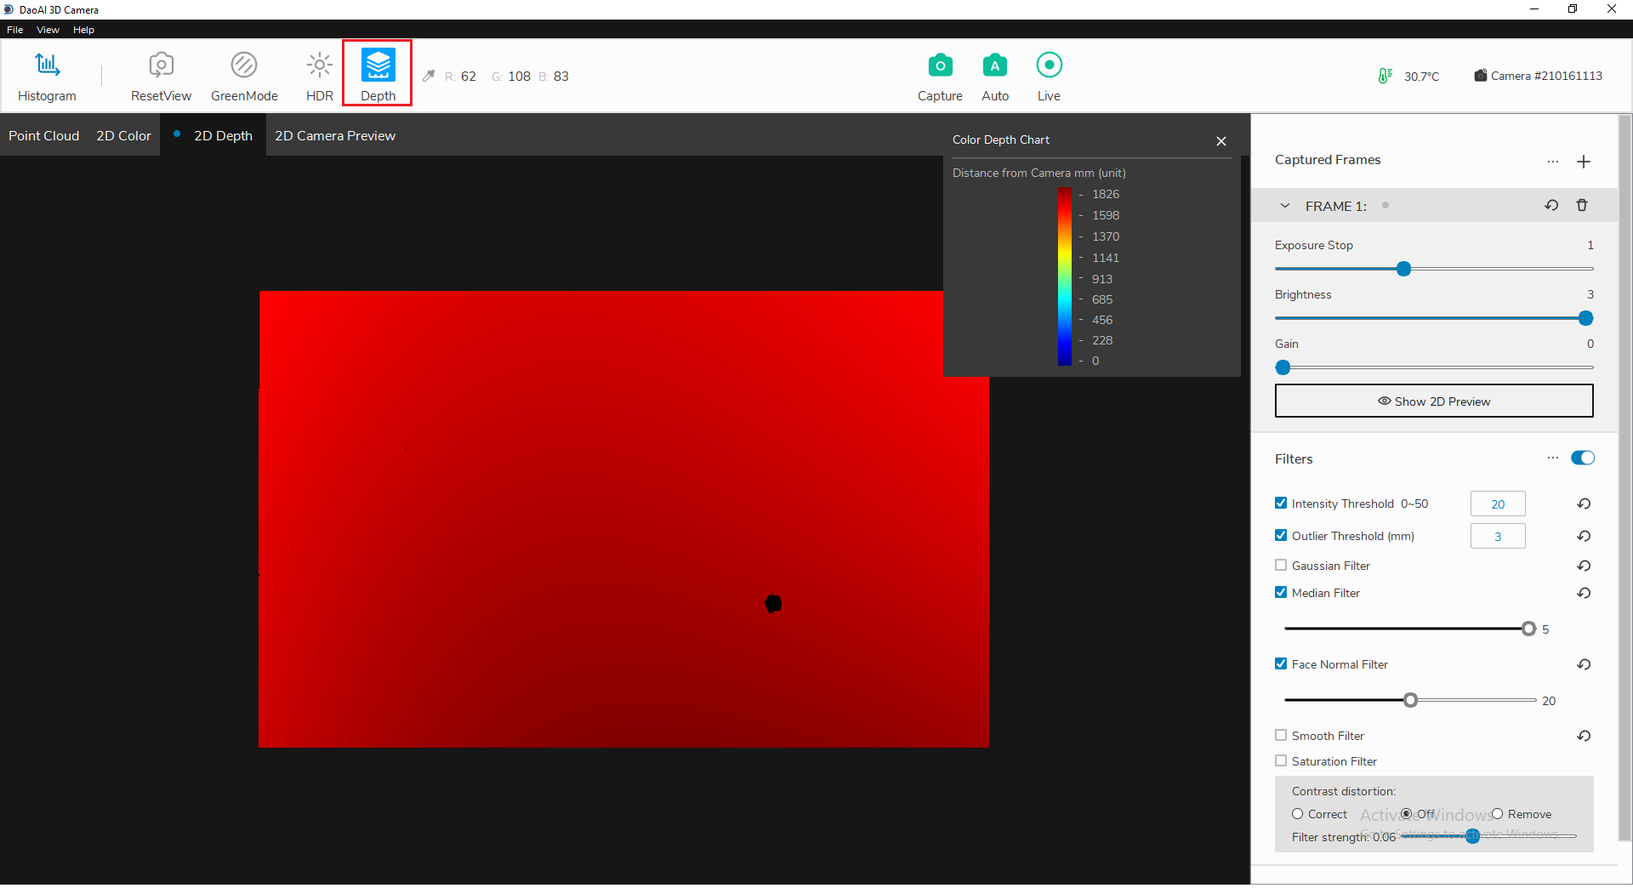 DaoAI 3D Camera
File View Help
Histogram ResetView GreenMode HDR Depth R: 62 G: 108 B: 83 Capture Auto Live 30.7°C Camera #210161113
Point Cloud 2D Color 2D Depth 2D Camera Preview
Color Depth Chart
Distance from Camera mm (unit)
- 1826
- 1598
- 1370
- 1141
- 913
- 685
- 456
- 228
- 0
Captured Frames ...
FRAME 1:
Exposure Stop 1
Brightness 3
Gain 0
Show 2D Preview
Filters ...
Intensity Threshold 0~50 20
Outlier Threshold (mm) 3
Gaussian Filter
Median Filter
5
Face Normal Filter
20
Smooth Filter
Saturation Filter
Contrast distortion:
Correct Off Remove
Activate Windows
Filter strength: 0.06
Go to Settings to activate Windows.